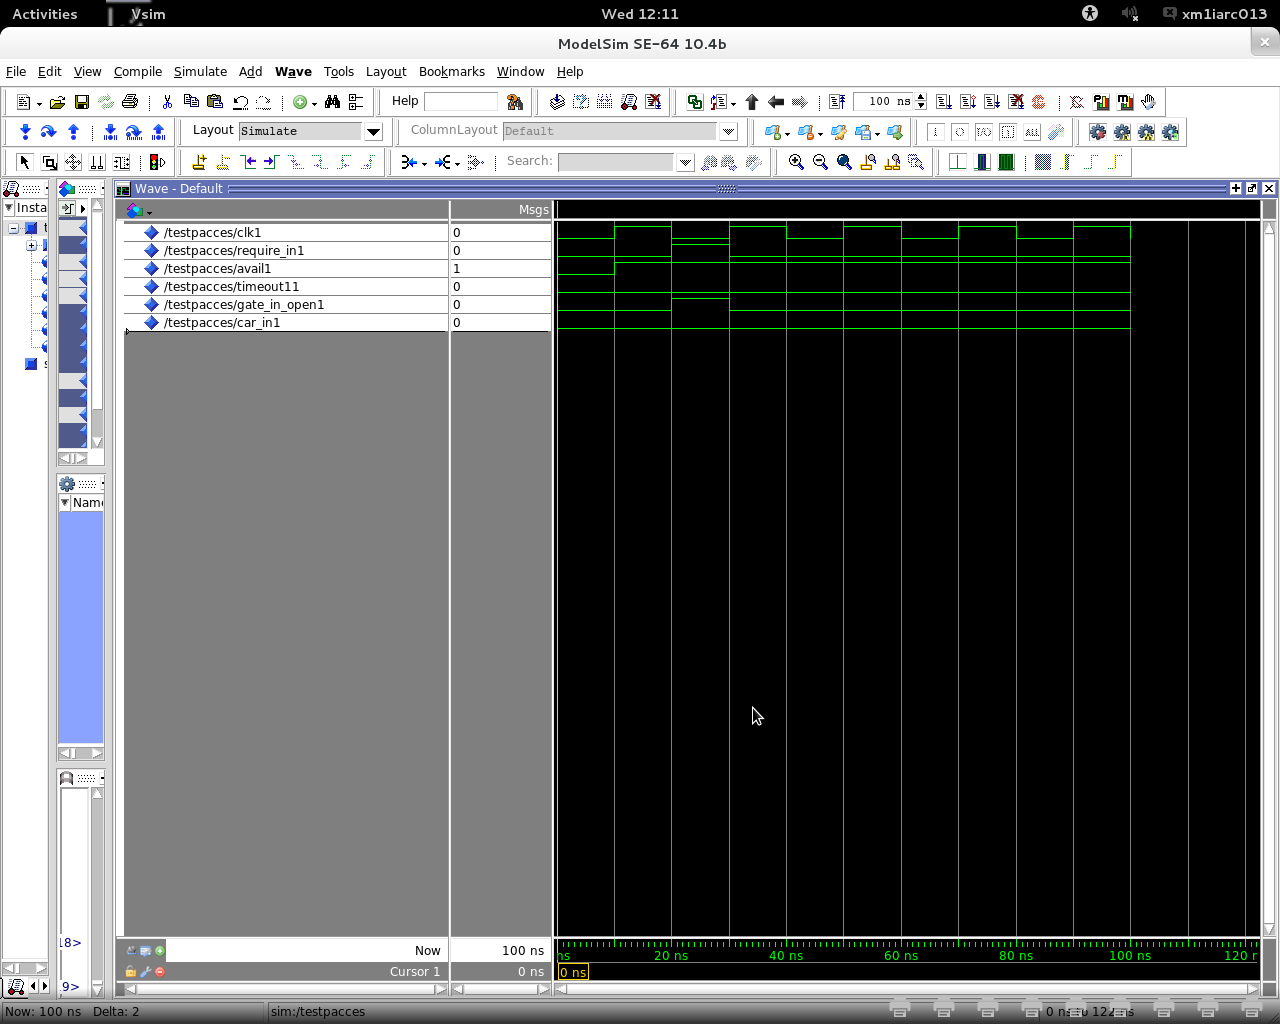 Activities Vsim Wed 12:11 xm1iarc013
ModelSim SE-64 10.4b
File Edit View Compile Simulate Add Wave Tools Layout Bookmarks Window Help
Help 100 ns
Layout Simulate ColumnLayout Default
ALL
Search:
Wave - Default
Insta
Msgs
/testpacces/clk1 0
/testpacces/require_in1 0
/testpacces/avail1 1
/testpacces/timeout11 0
/testpacces/gate_in_open1 0
/testpacces/car_in1 0
Name
18>
9>
Now 100 ns
ns 20 ns 40 ns 60 ns 80 ns 100 ns 120 r
Cursor 1 0 ns
0 ns
Now: 100 ns Delta: 2 sim:/testpacces 0 ns to 122 ns